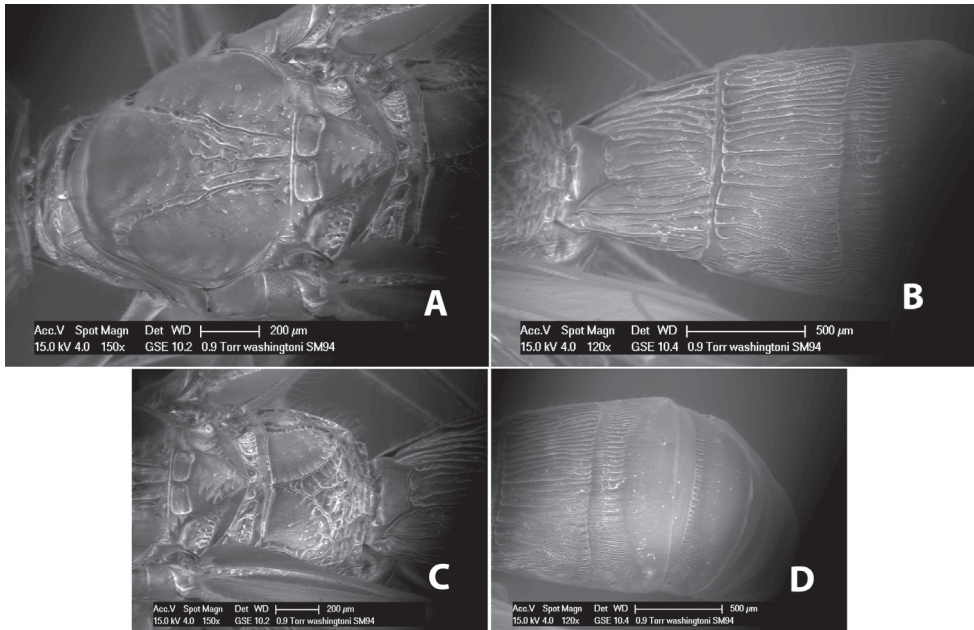 A
Acc.V Spot Magn Det WD 200 µm
15.0 kV 4.0 150x GSE 10.2 0.9 Torr washingtoni SM94
B
Acc.V Spot Magn Det WD 500 µm
15.0 kV 4.0 120x GSE 10.4 0.9 Torr washingtoni SM94
C
Acc.V Spot Magn Det WD 200 µm
15.0 kV 4.0 150x GSE 10.2 0.9 Torr washingtoni SM94
D
Acc.V Spot Magn Det WD 500 µm
15.0 kV 4.0 120x GSE 10.4 0.9 Torr washingtoni SM94